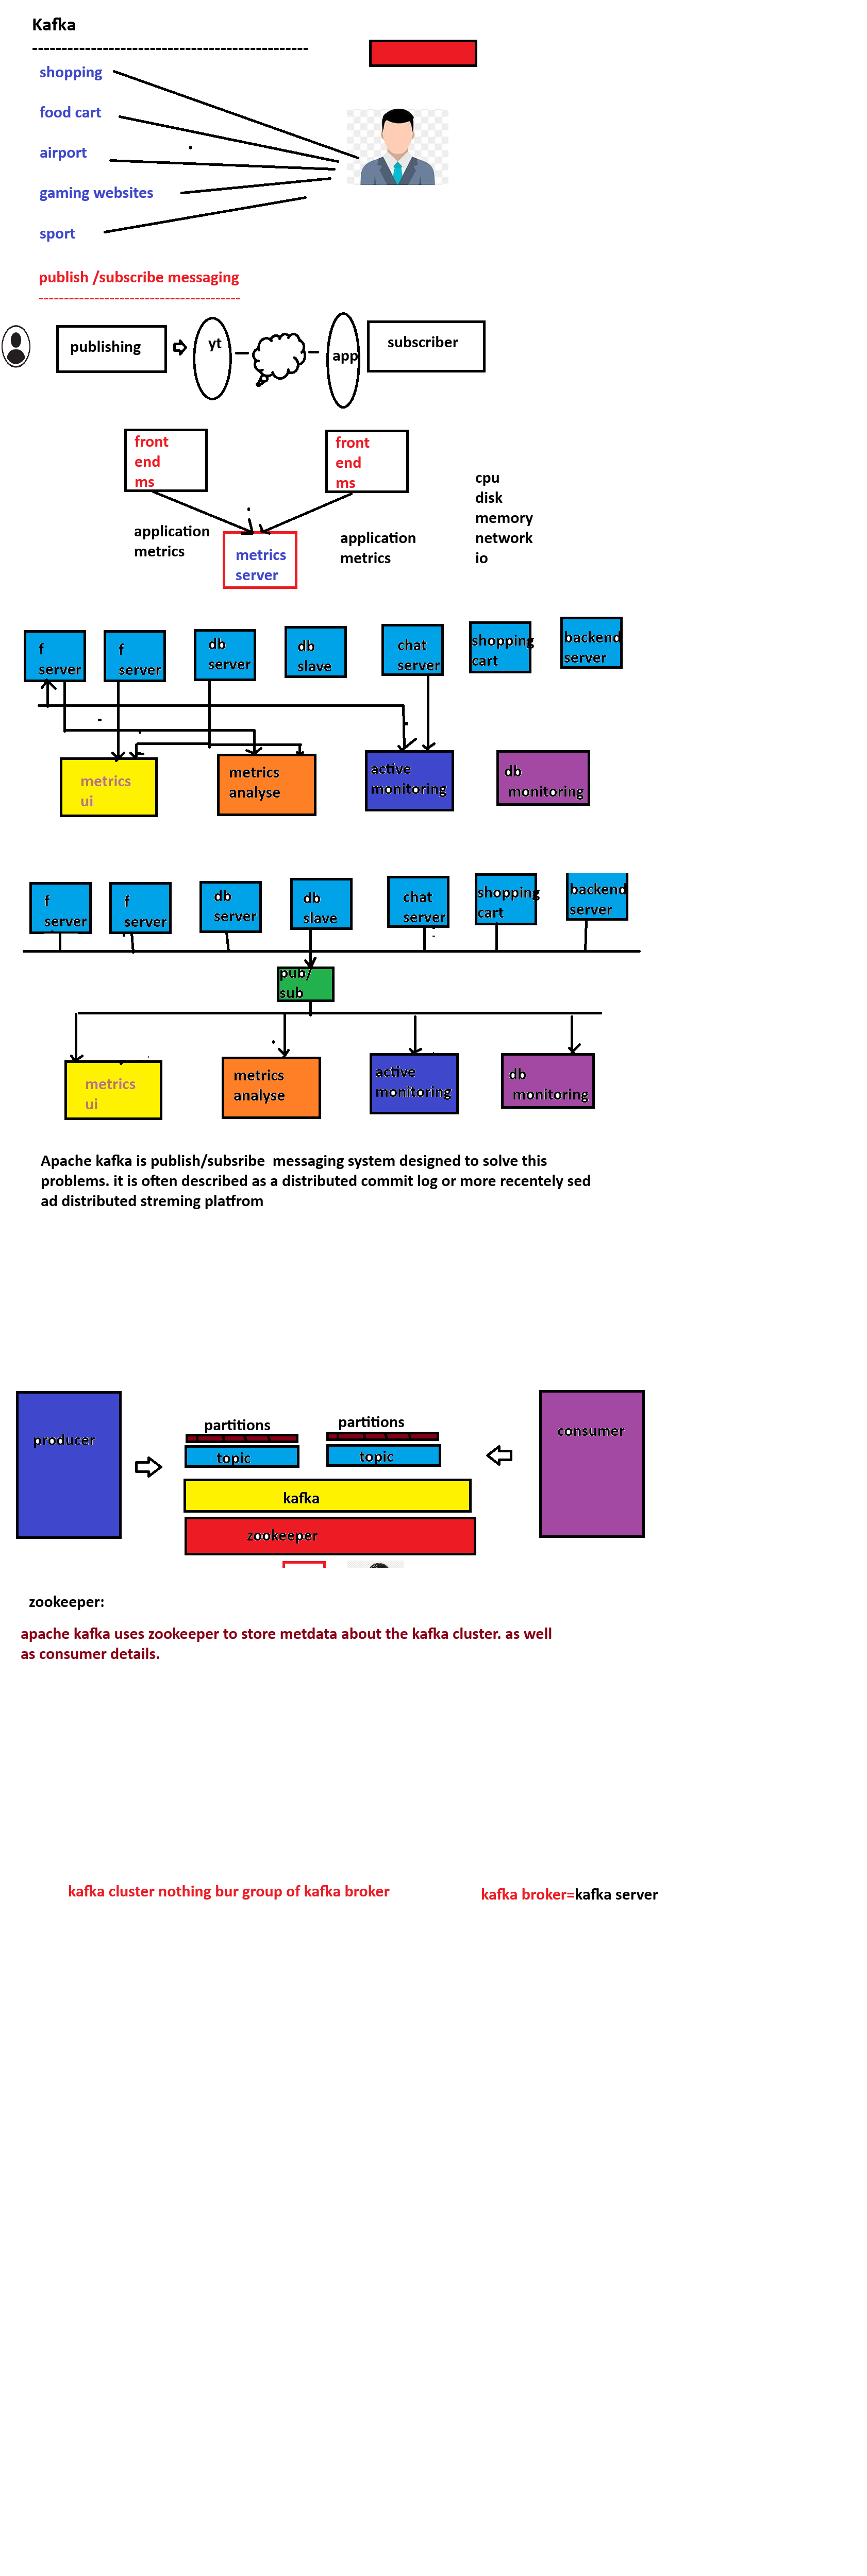 Kafka
-----------------------------------------------
shopping
food cart
airport
gaming websites
sport
publish /subscribe messaging
----------------------------------------
publishing
yt
app
subscriber
front
end
ms
front
end
ms
application
metrics
metrics
server
application
metrics
cpu
disk
memory
network
io
f
server
f
server
db
server
db
slave
chat
server
shopping
cart
backend
server
metrics
ui
metrics
analyse
active
monitoring
db
monitoring
f
server
f
server
db
server
db
slave
chat
server
shopping
cart
backend
server
pub/
sub
metrics
ui
metrics
analyse
active
monitoring
db
monitoring
Apache kafka is publish/subsribe  messaging system designed to solve this
problems. it is often described as a distributed commit log or more recentely sed
ad distributed streming platfrom
producer
partitions
topic
partitions
topic
kafka
zookeeper
consumer
zookeeper:
apache kafka uses zookeeper to store metdata about the kafka cluster. as well
as consumer details.
kafka cluster nothing bur group of kafka broker
kafka broker=kafka server